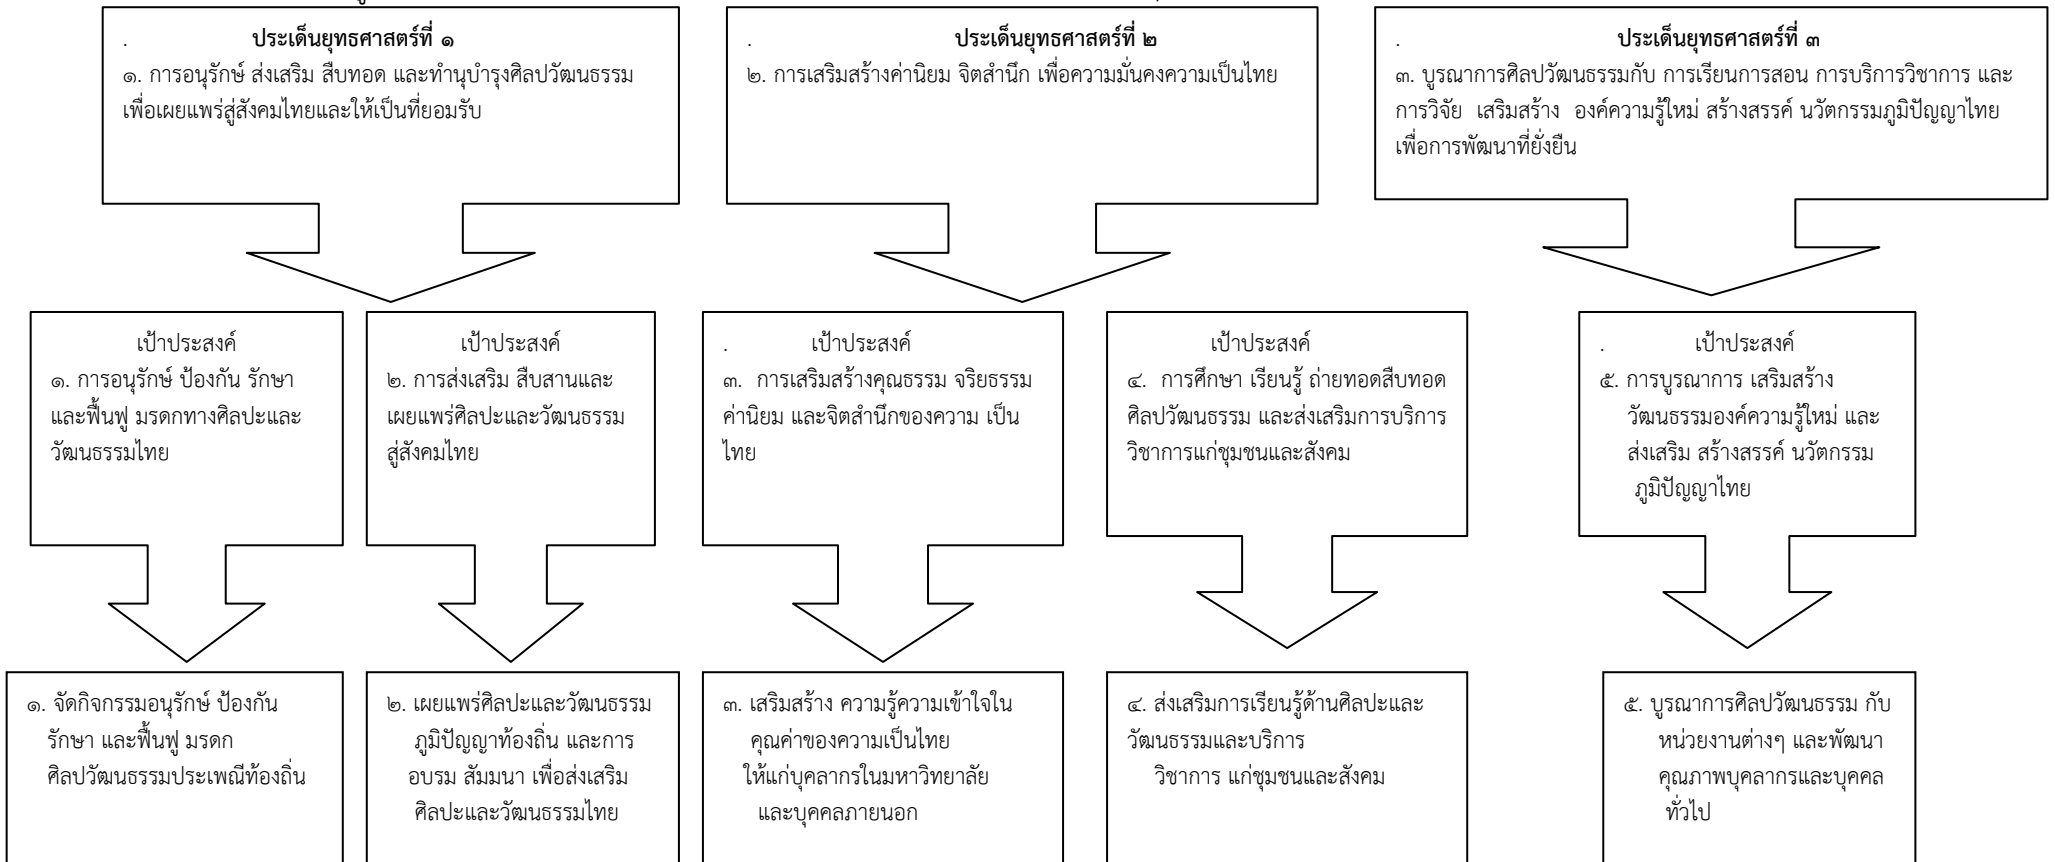 . ประเด็นยุทธศาสตร์ที่ ๑
๑. การอนุรักษ์ ส่งเสริม สืบทอด และทำนุบำรุงศิลปวัฒนธรรม
เพื่อเผยแพร่สู่สังคมไทยและให้เป็นที่ยอมรับ
. ประเด็นยุทธศาสตร์ที่ ๒
๒. การเสริมสร้างค่านิยม จิตสำนึก เพื่อความมั่นคงความเป็นไทย
. ประเด็นยุทธศาสตร์ที่ ๓
๓. บูรณาการศิลปวัฒนธรรมกับ การเรียนการสอน การบริการวิชาการ และ
การวิจัย เสริมสร้าง องค์ความรู้ใหม่ สร้างสรรค์ นวัตกรรมภูมิปัญญาไทย
เพื่อการพัฒนาที่ยั่งยืน
เป้าประสงค์
๑. การอนุรักษ์ ป้องกัน รักษา
และฟื้นฟู มรดกทางศิลปะและ
วัฒนธรรมไทย
เป้าประสงค์
๒. การส่งเสริม สืบสานและ
เผยแพร่ศิลปะและวัฒนธรรม
สู่สังคมไทย
. เป้าประสงค์
๓. การเสริมสร้างคุณธรรม จริยธรรม
ค่านิยม และจิตสำนึกของความ เป็น
ไทย
เป้าประสงค์
๔. การศึกษา เรียนรู้ ถ่ายทอดสืบทอด
ศิลปวัฒนธรรม และส่งเสริมการบริการ
วิชาการแก่ชุมชนและสังคม
. เป้าประสงค์
๕. การบูรณาการ เสริมสร้าง
วัฒนธรรมองค์ความรู้ใหม่ และ
ส่งเสริม สร้างสรรค์ นวัตกรรม
ภูมิปัญญาไทย
๑. จัดกิจกรรมอนุรักษ์ ป้องกัน
รักษา และฟื้นฟู มรดก
ศิลปวัฒนธรรมประเพณีท้องถิ่น
๒. เผยแพร่ศิลปะและวัฒนธรรม
ภูมิปัญญาท้องถิ่น และการ
อบรม สัมมนา เพื่อส่งเสริม
ศิลปะและวัฒนธรรมไทย
๓. เสริมสร้าง ความรู้ความเข้าใจใน
คุณค่าของความเป็นไทย
ให้แก่บุคลากรในมหาวิทยาลัย
และบุคคลภายนอก
๔. ส่งเสริมการเรียนรู้ด้านศิลปะและ
วัฒนธรรมและบริการ
วิชาการ แก่ชุมชนและสังคม
๕. บูรณาการศิลปวัฒนธรรม กับ
หน่วยงานต่างๆ และพัฒนา
คุณภาพบุคลากรและบุคคล
ทั่วไป